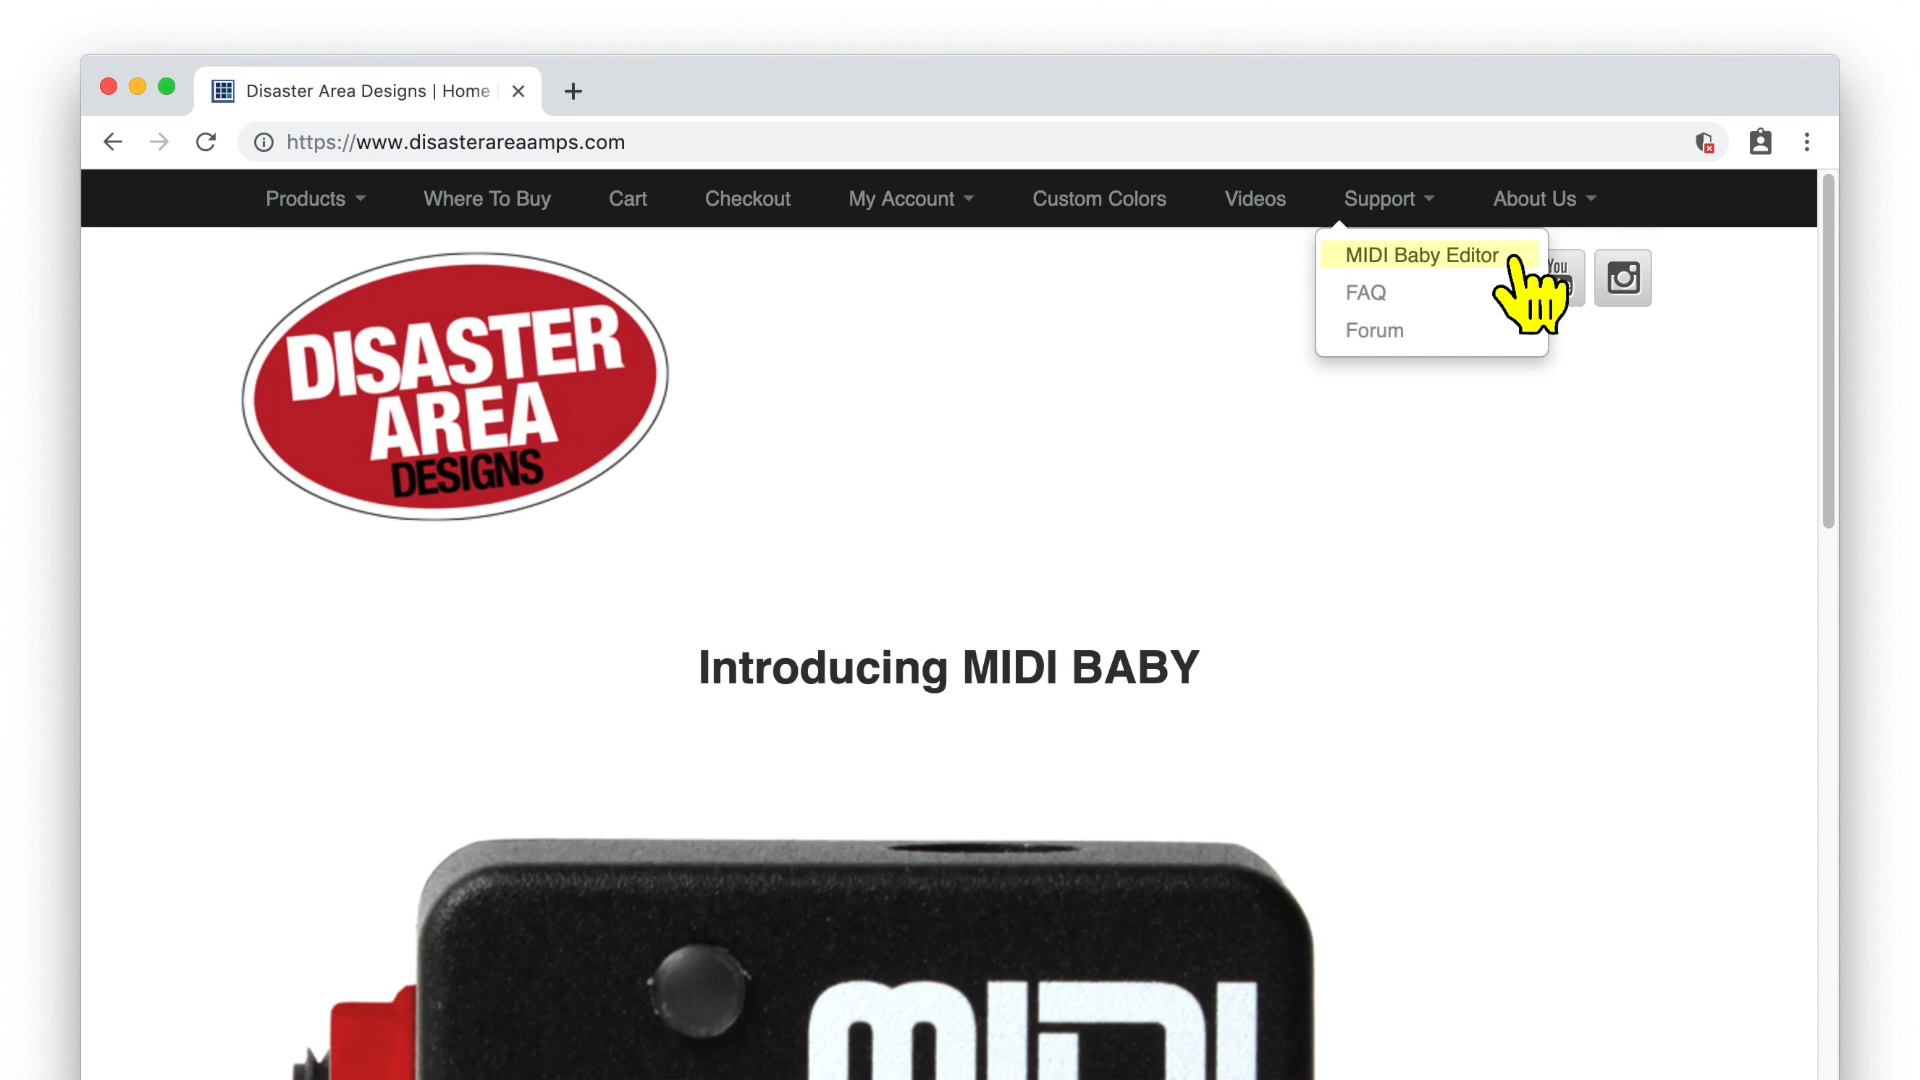 Disaster Area Designs | Home
https://www.disasterareaamps.com
Products
Where To Buy
Cart
Checkout
My Account
Custom Colors
Videos
Support
About Us
MIDI Baby Editor
FAQ
Forum
You
DISASTER
AREA
DESIGNS
Introducing MIDI BABY
MIDI